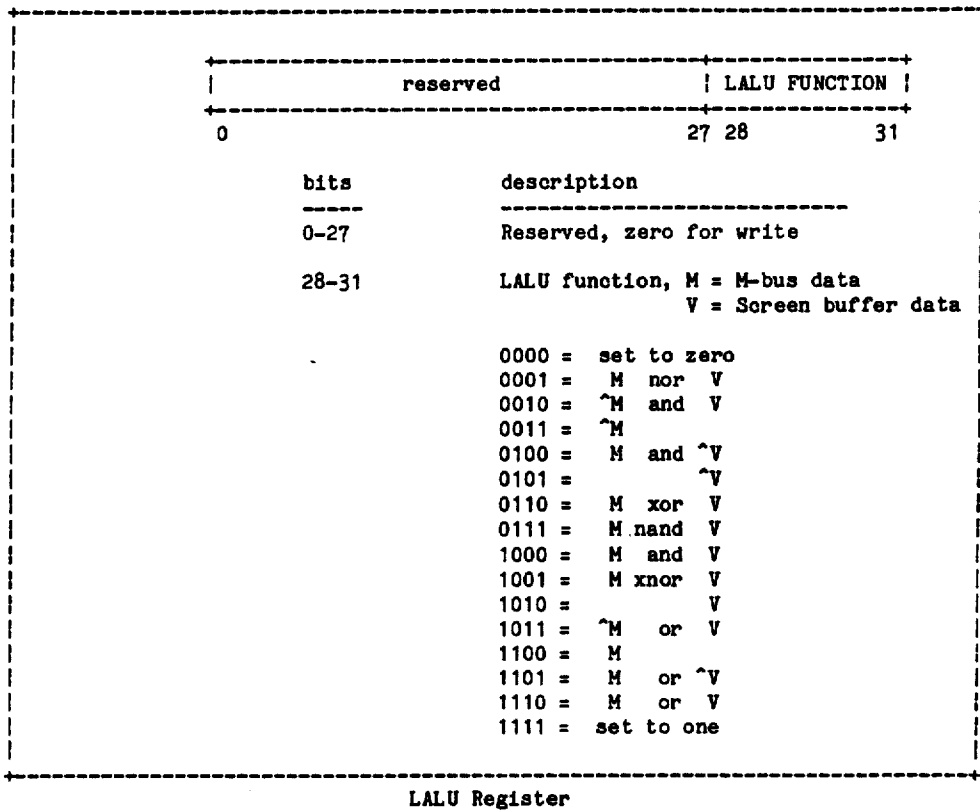 reserved | LALU FUNCTION
0 27 28 31
bits description
0-27 Reserved, zero for write
28-31 LALU function, M = M-bus data
V = Screen buffer data
0000 = set to zero
0001 = M nor V
0010 = ^M and V
0011 = ^M
0100 = M and ^V
0101 = ^V
0110 = M xor V
0111 = M nand V
1000 = M and V
1001 = M xnor V
1010 = V
1011 = ^M or V
1100 = M
1101 = M or ^V
1110 = M or V
1111 = set to one
LALU Register